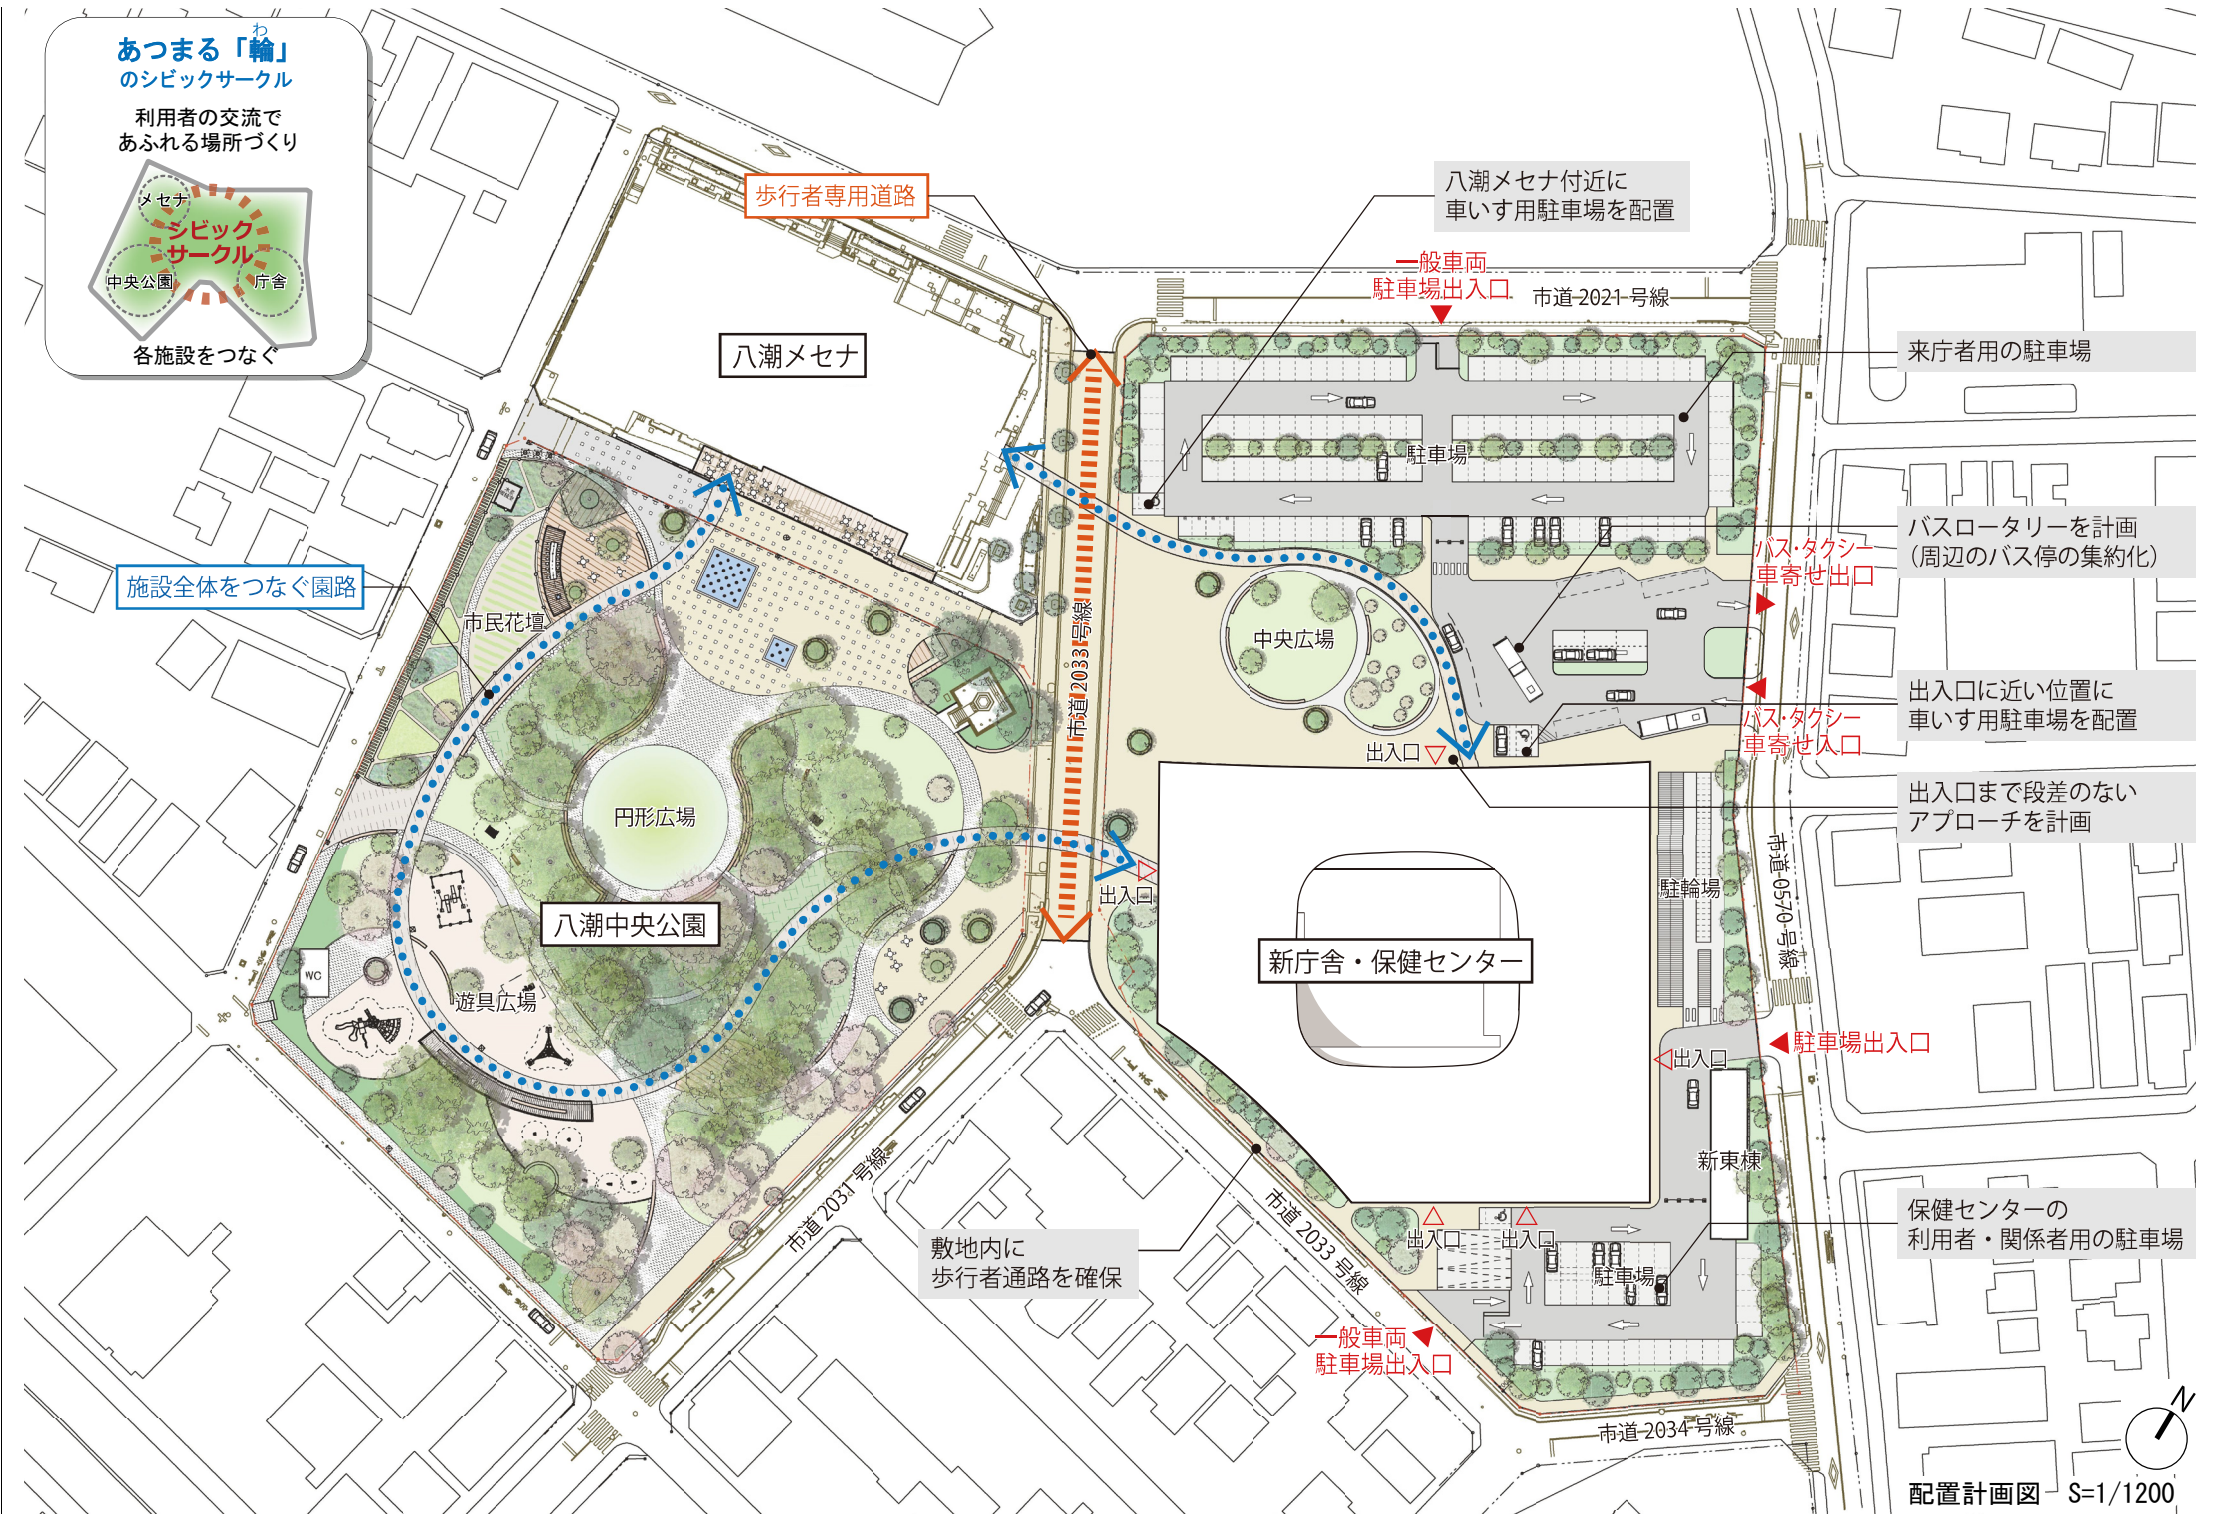 わ
あつまる「輪」
のシビックサークル
利用者の交流で
あふれる場所づくり
メセナ
シビック
サークル
中央公園
庁舎
各施設をつなぐ
歩行者専用道路
八潮メセナ付近に
車いす用駐車場を配置
一般車両
駐車場出入口
市道 2021 号線
来庁者用の駐車場
八潮メセナ
駐車場
バスロータリーを計画
（周辺のバス停の集約化）
バス・タクシー
車寄せ出口
施設全体をつなぐ園路
市民花壇
市道 2033 号線
中央広場
出入口に近い位置に
車いす用駐車場を配置
バス・タクシー
車寄せ入口
出入口
出入口まで段差のない
アプローチを計画
円形広場
出入口
駐輪場
市道 0570 号線
八潮中央公園
新庁舎・保健センター
WC
遊具広場
駐車場出入口
出入口
新東棟
市道 2031 号線
敷地内に
歩行者通路を確保
市道 2033 号線
出入口
出入口
駐車場
保健センターの
利用者・関係者用の駐車場
一般車両
駐車場出入口
市道 2034 号線
N
配置計画図　S=1/1200